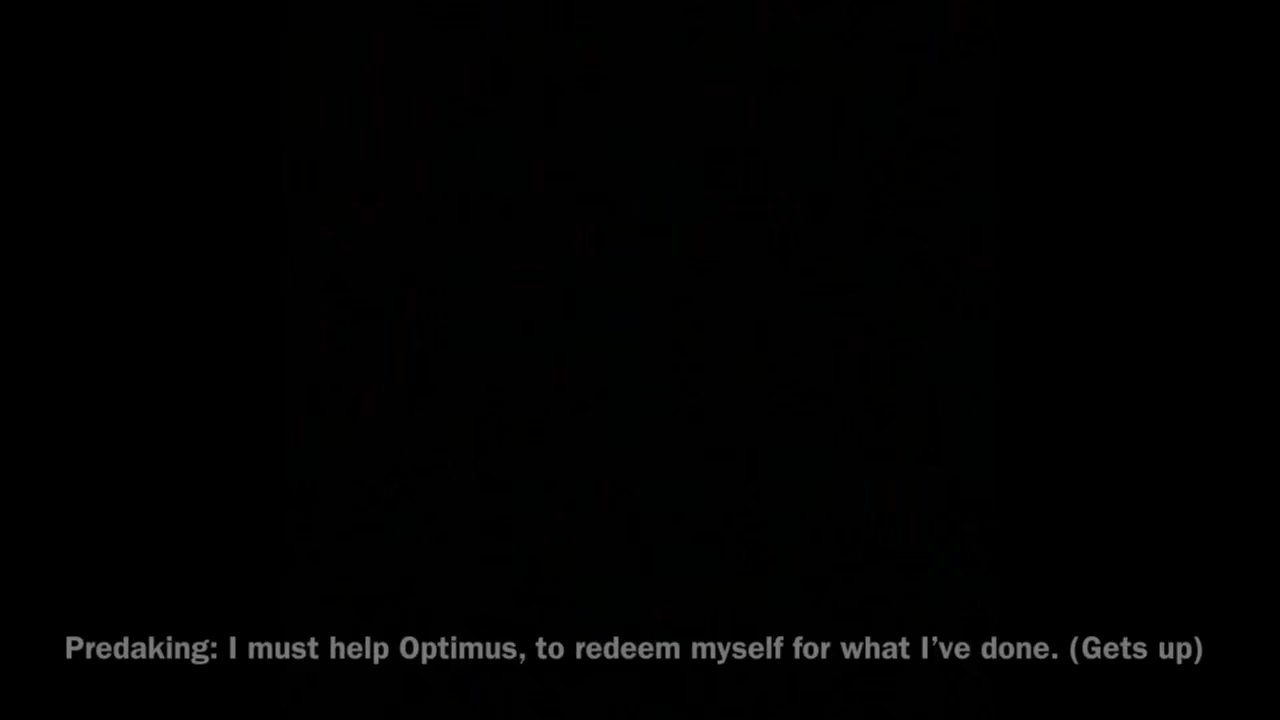 Predaking: I must help Optimus, to redeem myself for what I’ve done. (Gets up)